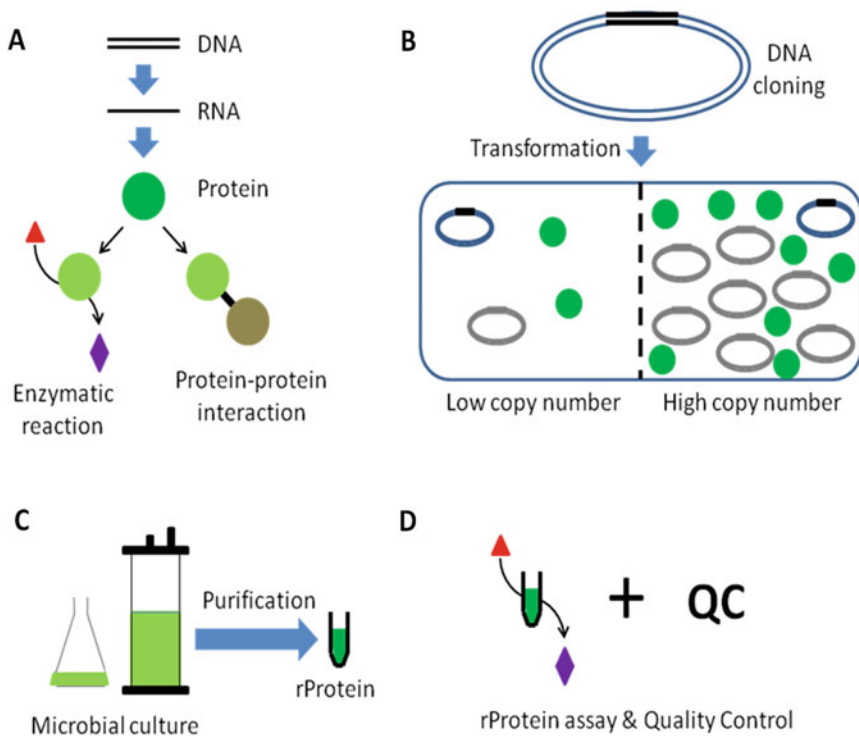 A
DNA
RNA
Protein
Enzymatic
reaction
Protein-protein
interaction
B
DNA
cloning
Transformation
Low copy number
High copy number
C
Purification
rProtein
Microbial culture
D
+ QC
rProtein assay & Quality Control